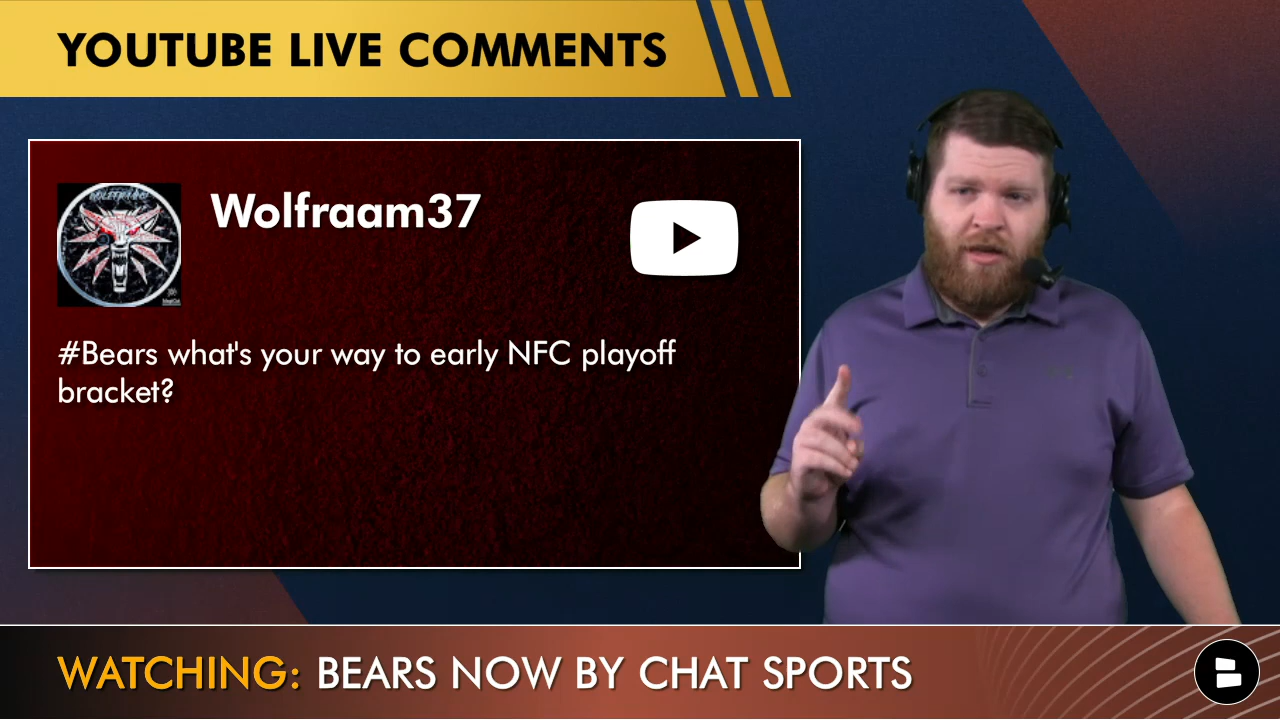 YOUTUBE LIVE COMMENTS
Wolfraam37
#Bears what's your way to early NFC playoff
bracket?
WATCHING: BEARS NOW BY CHAT SPORTS